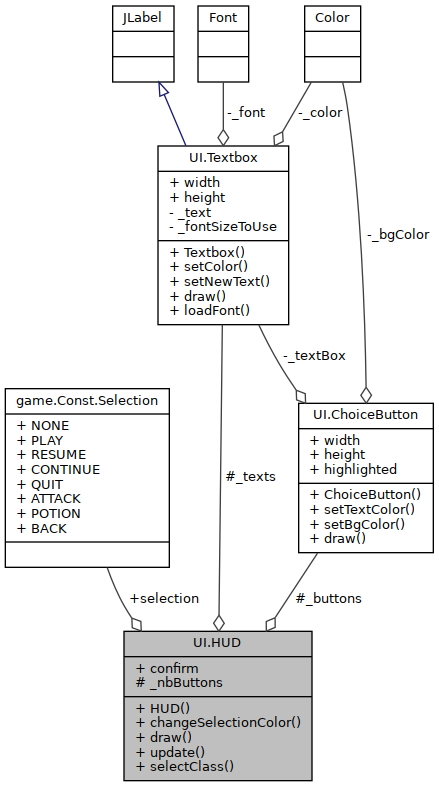 JLabel
Font
Color
-_font
-_color
UI.Textbox
+ width
+ height
- _text
- _fontSizeToUse
+ Textbox()
+ setColor()
+ setNewText()
+ draw()
+ loadFont()
-_bgColor
-_textBox
game.Const.Selection
+ NONE
+ PLAY
+ RESUME
+ CONTINUE
+ QUIT
+ ATTACK
+ POTION
+ BACK
UI.ChoiceButton
+ width
+ height
+ highlighted
+ ChoiceButton()
+ setTextColor()
+ setBgColor()
+ draw()
#_texts
+selection
#_buttons
UI.HUD
+ confirm
# _nbButtons
+ HUD()
+ changeSelectionColor()
+ draw()
+ update()
+ selectClass()